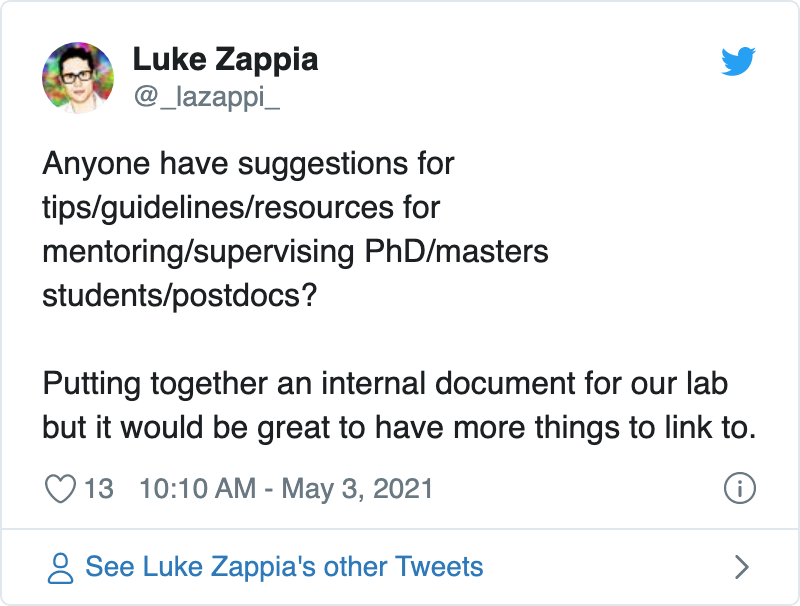 Luke Zappia
@_lazappi_
Anyone have suggestions for
tips/guidelines/resources for
mentoring/supervising PhD/masters
students/postdocs?
Putting together an internal document for our lab
but it would be great to have more things to link to.
13 10:10 AM - May 3, 2021
See Luke Zappia's other Tweets